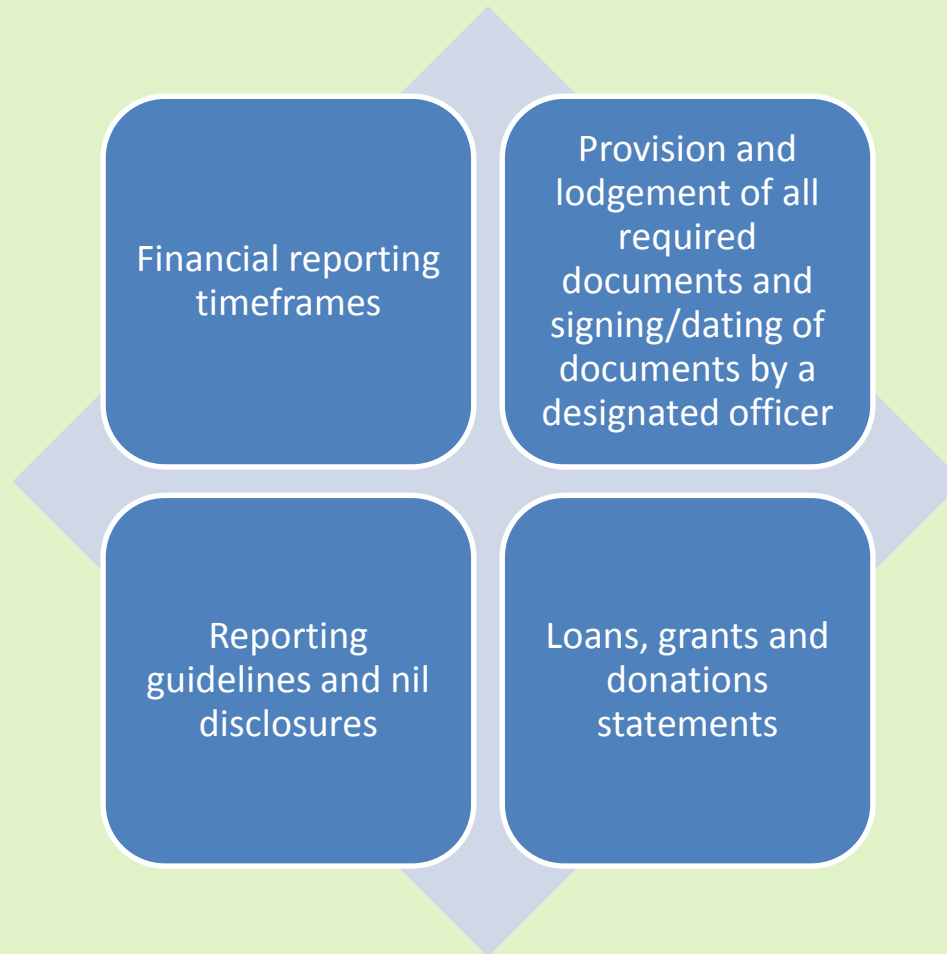 Financial reporting
timeframes
Provision and
lodgement of all
required
documents and
signing/dating of
documents by a
designated officer
Reporting
guidelines and nil
disclosures
Loans, grants and
donations
statements